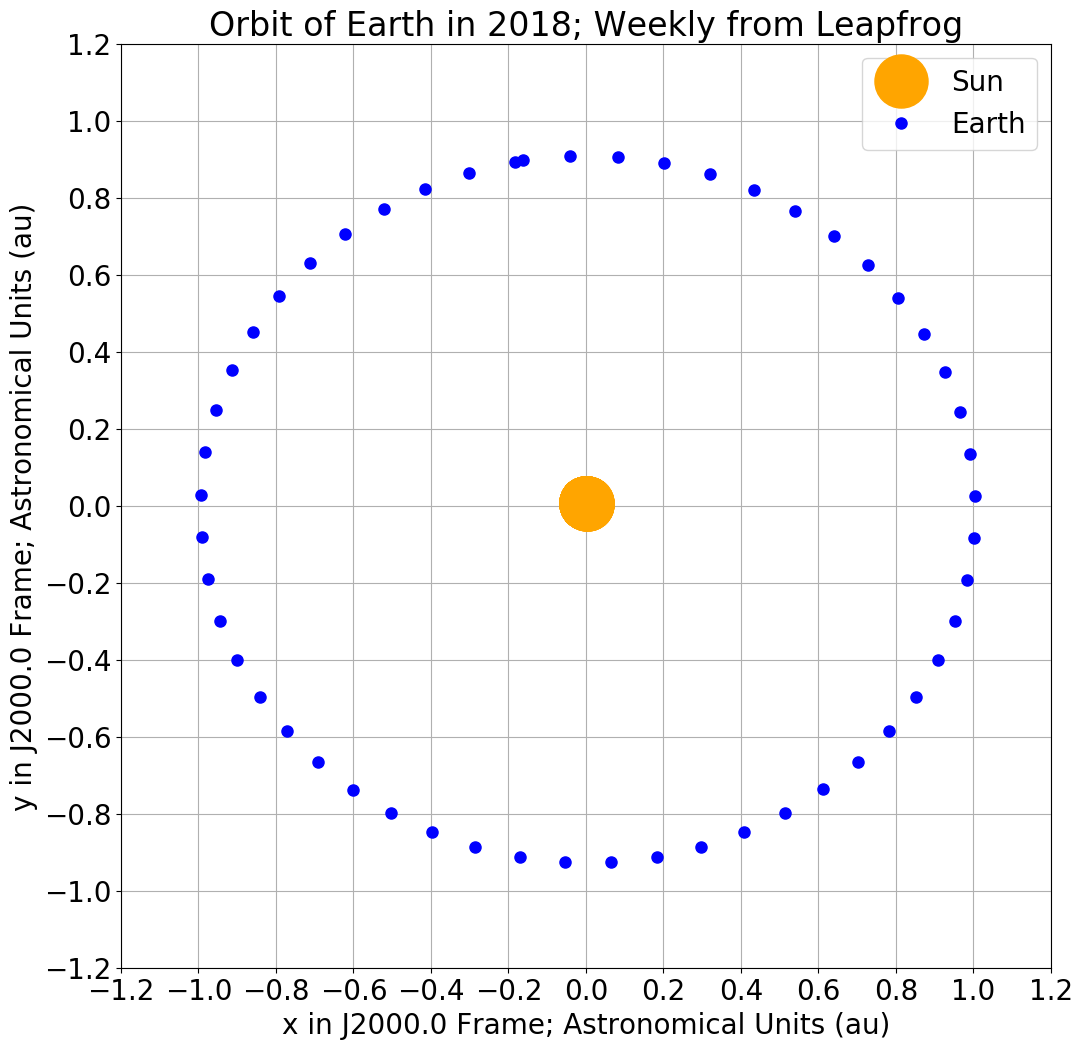 Orbit of Earth in 2018; Weekly from Leapfrog
Sun
Earth
y in J2000.0 Frame; Astronomical Units (au)
1.2
1.0
0.8
0.6
0.4
0.2
0.0
−0.2
−0.4
−0.6
−0.8
−1.0
−1.2
−1.2 −1.0 −0.8 −0.6 −0.4 −0.2 0.0 0.2 0.4 0.6 0.8 1.0 1.2
x in J2000.0 Frame; Astronomical Units (au)